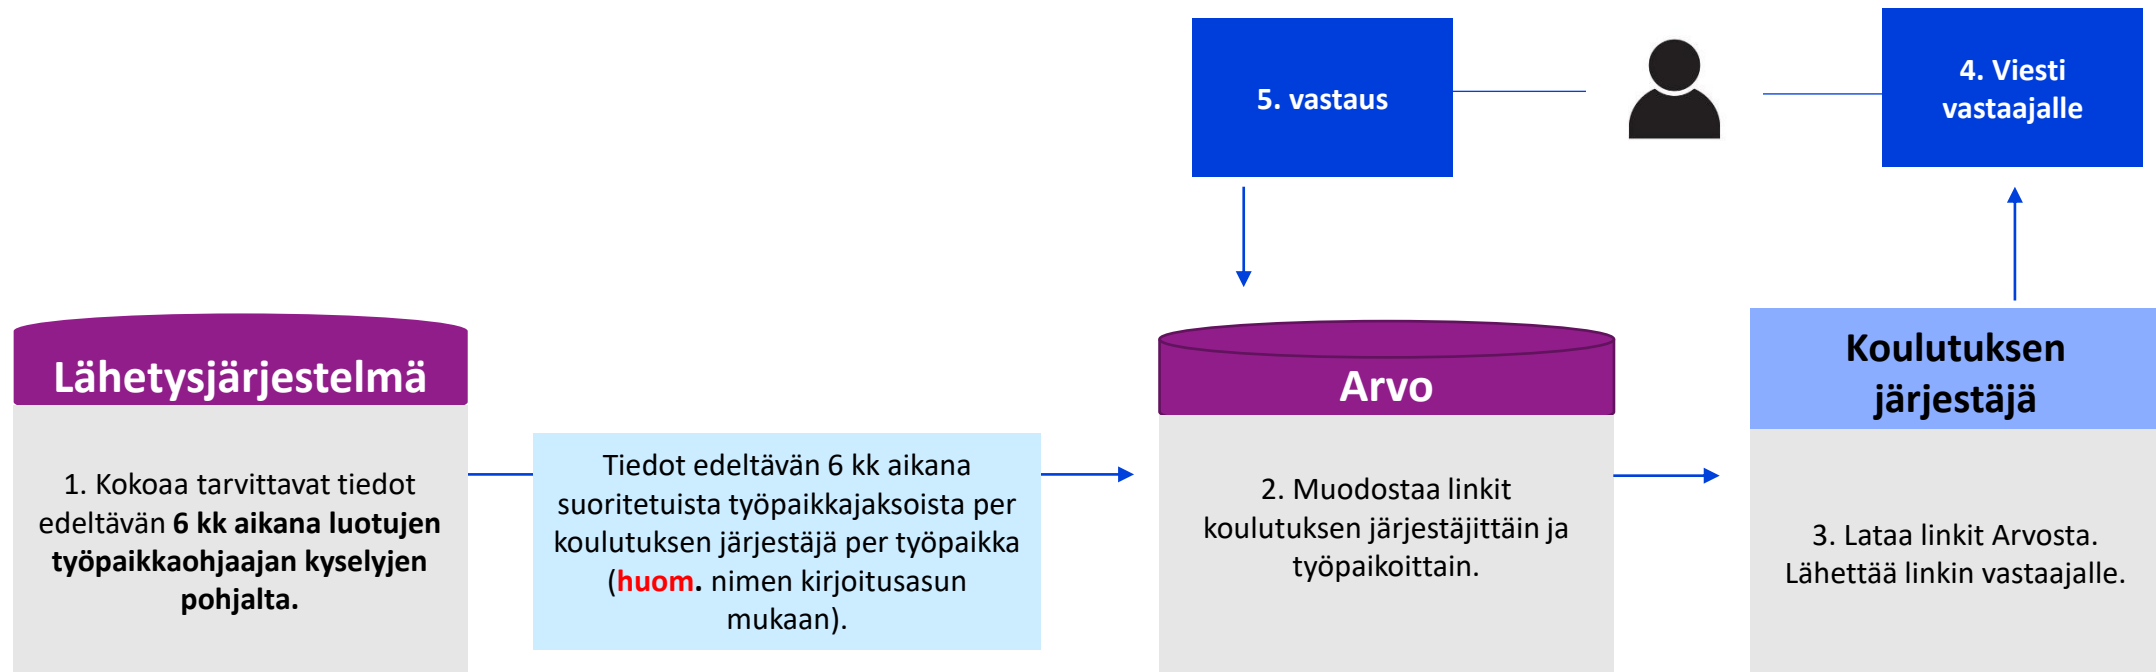 5. vastaus
4. Viesti
vastaajalle
Lähetysjärjestelmä
1. Kokoaa tarvittavat tiedot
edeltävän 6 kk aikana luotujen
työpaikkaohjaajan kyselyjen
pohjalta.
Tiedot edeltävän 6 kk aikana
suoritetuista työpaikkajaksoista per
koulutuksen järjestäjä per työpaikka
(huom. nimen kirjoitusasun
mukaan).
Arvo
2. Muodostaa linkit
koulutuksen järjestäjittäin ja
työpaikoittain.
Koulutuksen
järjestäjä
3. Lataa linkit Arvosta.
Lähettää linkin vastaajalle.